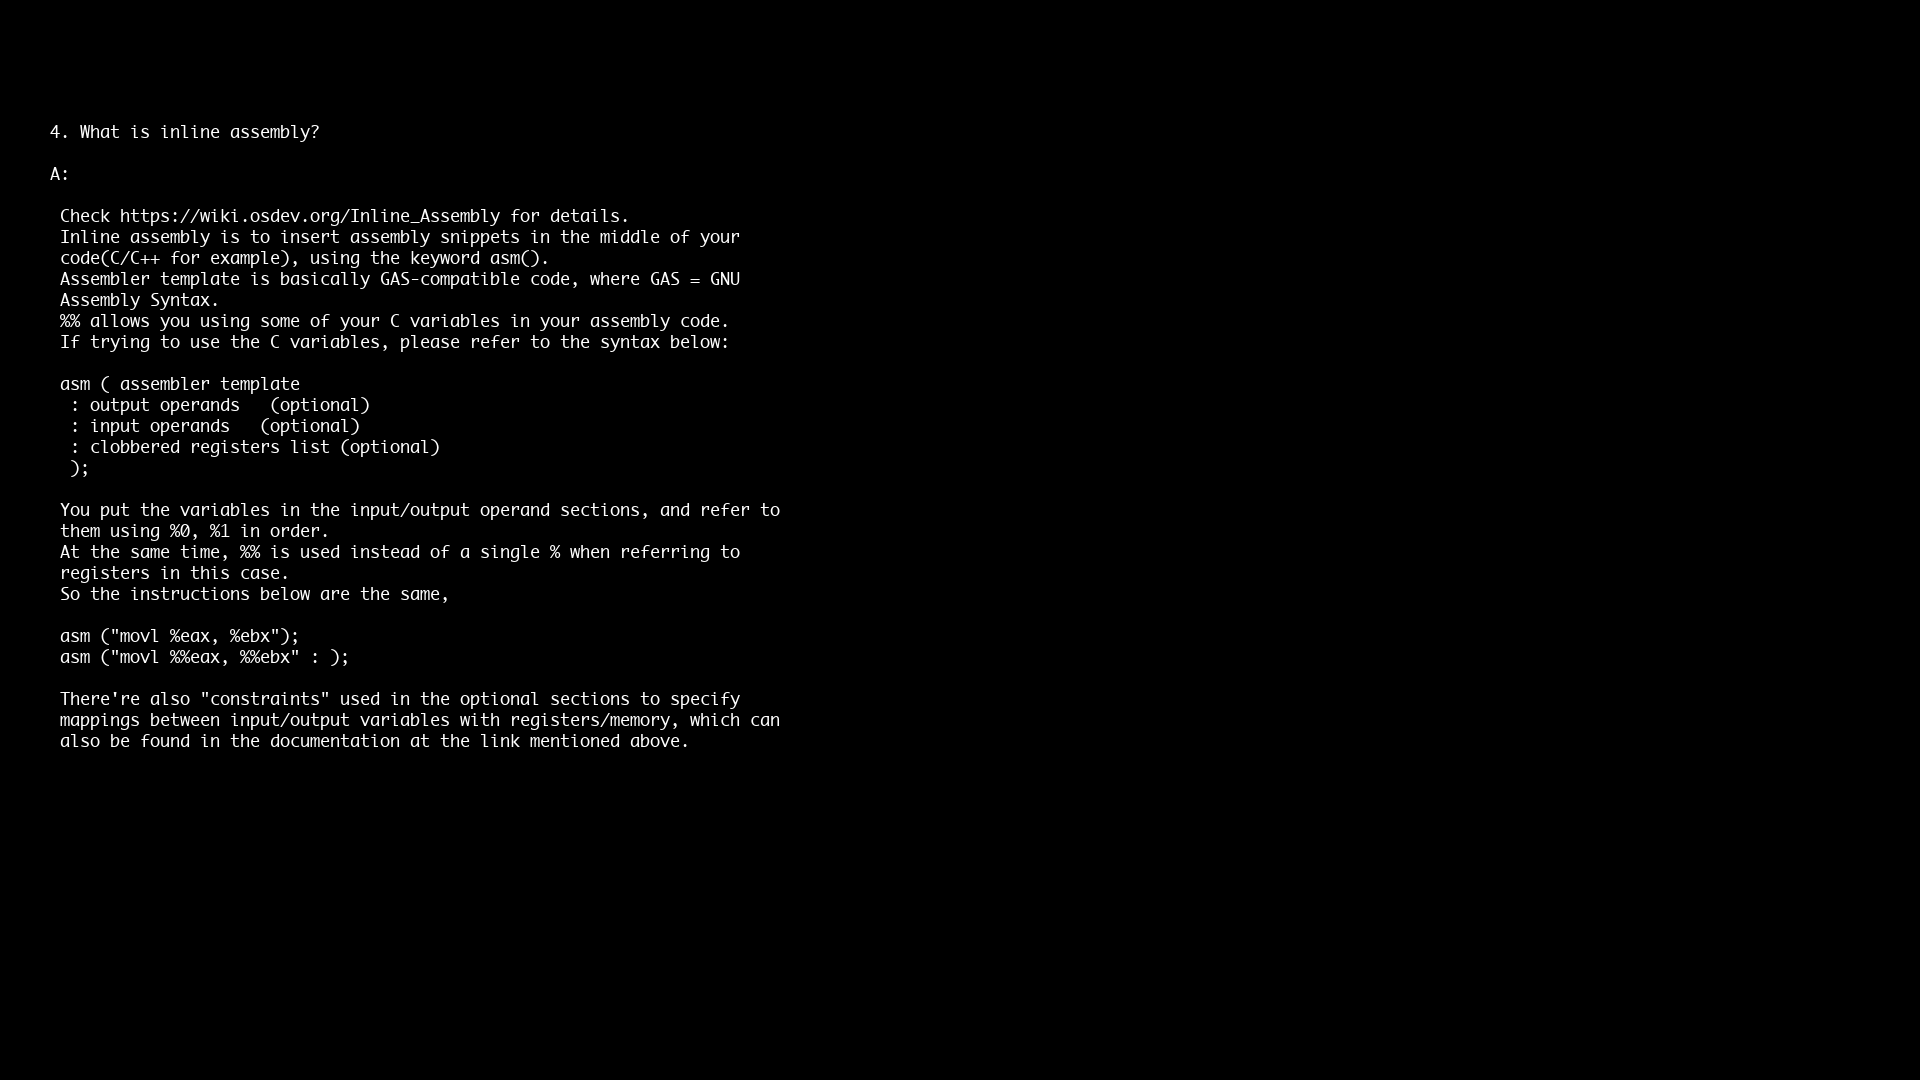 4. What is inline assembly?
A:
Check https://wiki.osdev.org/Inline_Assembly for details.
Inline assembly is to insert assembly snippets in the middle of your
code(C/C++ for example), using the keyword asm().
Assembler template is basically GAS-compatible code, where GAS = GNU
Assembly Syntax.
%% allows you using some of your C variables in your assembly code.
If trying to use the C variables, please refer to the syntax below:
asm ( assembler template
: output operands   (optional)
: input operands   (optional)
: clobbered registers list (optional)
);
You put the variables in the input/output operand sections, and refer to
them using %0, %1 in order.
At the same time, %% is used instead of a single % when referring to
registers in this case.
So the instructions below are the same,
asm ("movl %eax, %ebx");
asm ("movl %%eax, %%ebx" : );
There're also "constraints" used in the optional sections to specify
mappings between input/output variables with registers/memory, which can
also be found in the documentation at the link mentioned above.